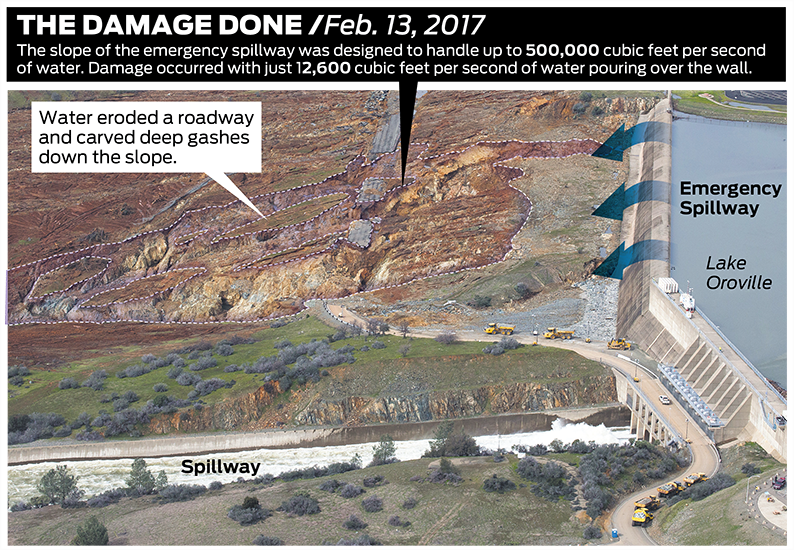 THE DAMAGE DONE /Feb. 13, 2017
The slope of the emergency spillway was designed to handle up to 500,000 cubic feet per second
of water. Damage occurred with just 12,600 cubic feet per second of water pouring over the wall.
Water eroded a roadway
and carved deep gashes
down the slope.
Emergency
Spillway
Lake
Oroville
Spillway